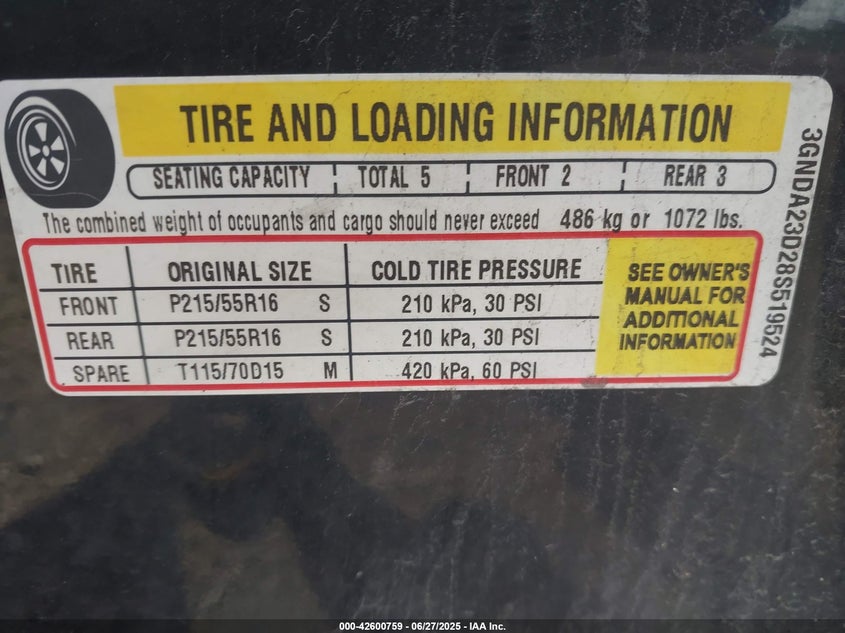 TIRE AND LOADING INFORMATION
SEATING CAPACITY TOTAL 5 FRONT 2 REAR 3
The combined weight of occupants and cargo should never exceed 486 kg or 1072 lbs.
TIRE ORIGINAL SIZE COLD TIRE PRESSURE
FRONT P215/55R16 S 210 kPa, 30 PSI
REAR P215/55R16 S 210 kPa, 30 PSI
SPARE T115/70D15 M 420 kPa, 60 PSI
SEE OWNER'S
MANUAL FOR
ADDITIONAL
INFORMATION
3GNDA23D28S519524
000-42600759 - 06/27/2025 - IAA Inc.